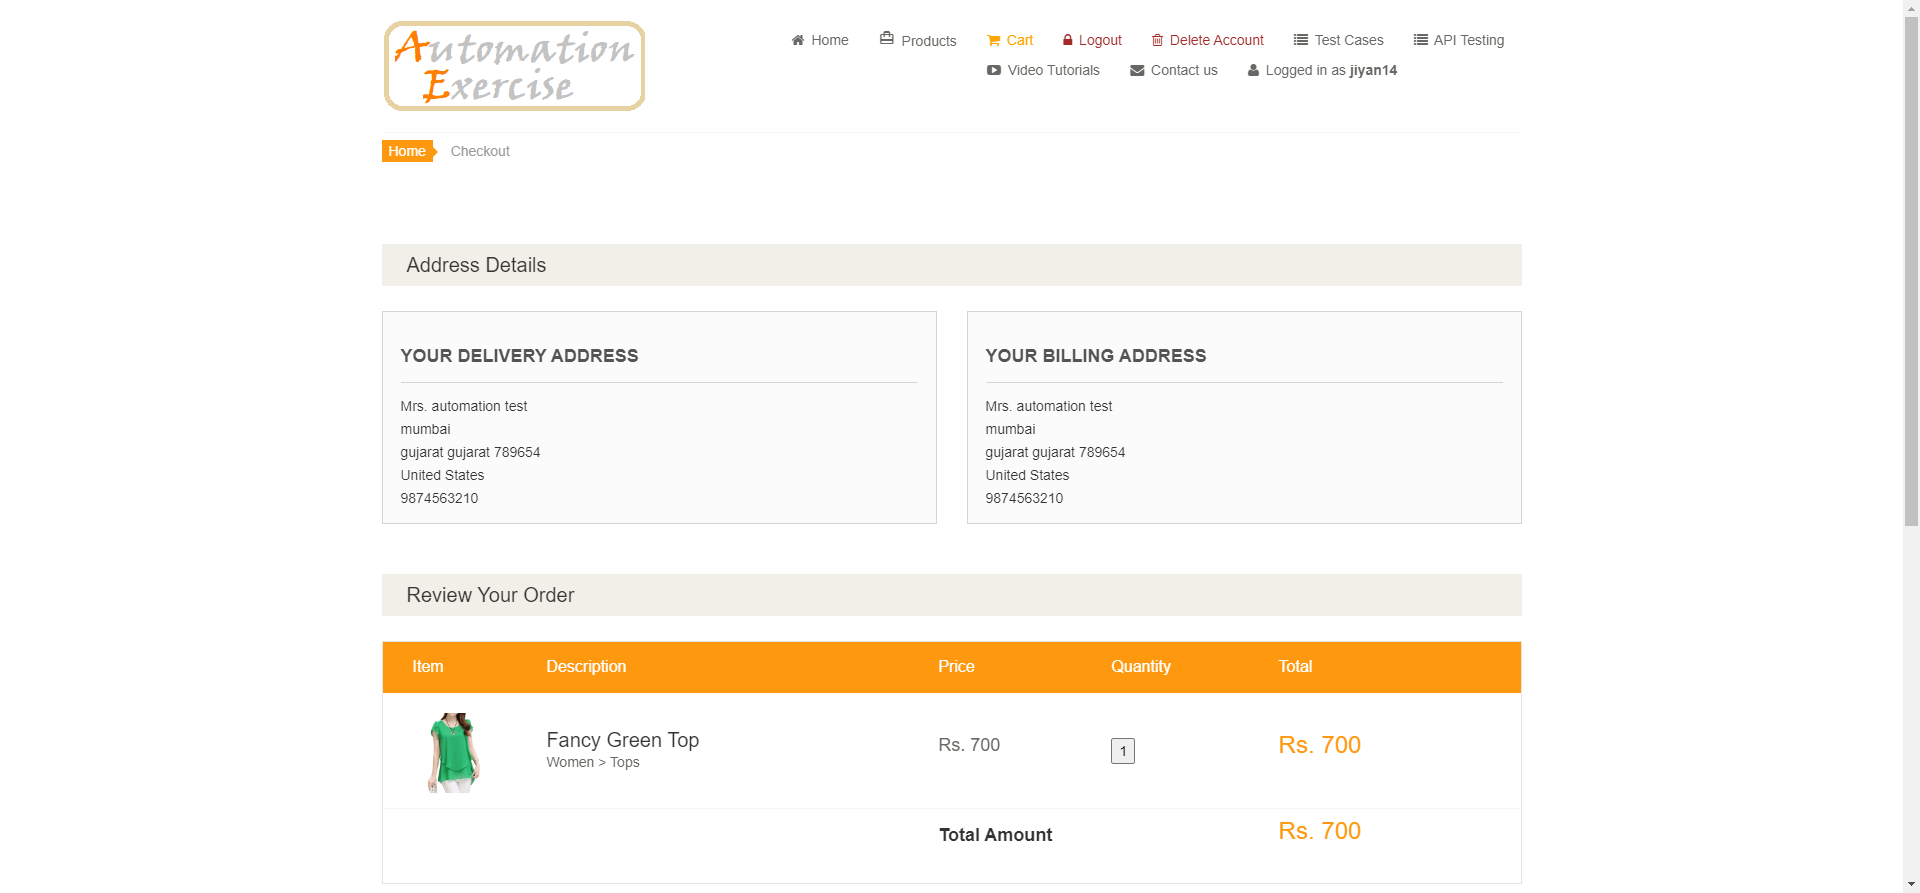 Automation
Exercise
Home
Products
Cart
Logout
Delete Account
Test Cases
API Testing
Video Tutorials
Contact us
Logged in as jiyan14
Home
Checkout
Address Details
YOUR DELIVERY ADDRESS
Mrs. automation test
mumbai
gujarat gujarat 789654
United States
9874563210
YOUR BILLING ADDRESS
Mrs. automation test
mumbai
gujarat gujarat 789654
United States
9874563210
Review Your Order
Item Description Price Quantity Total
Fancy Green Top
Women > Tops
Rs. 700
1
Rs. 700
Total Amount
Rs. 700